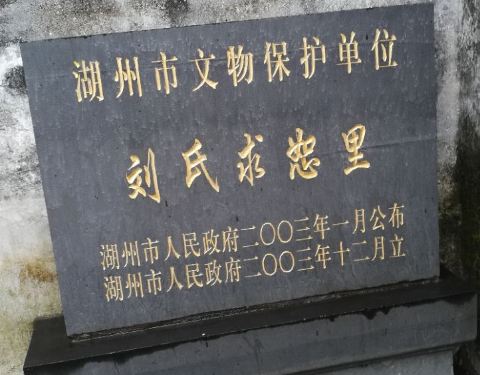 湖州市文物保护单位
刘氏求恕里
湖州市人民政府二〇〇三年一月公布
湖州市人民政府二〇〇三年十二月立